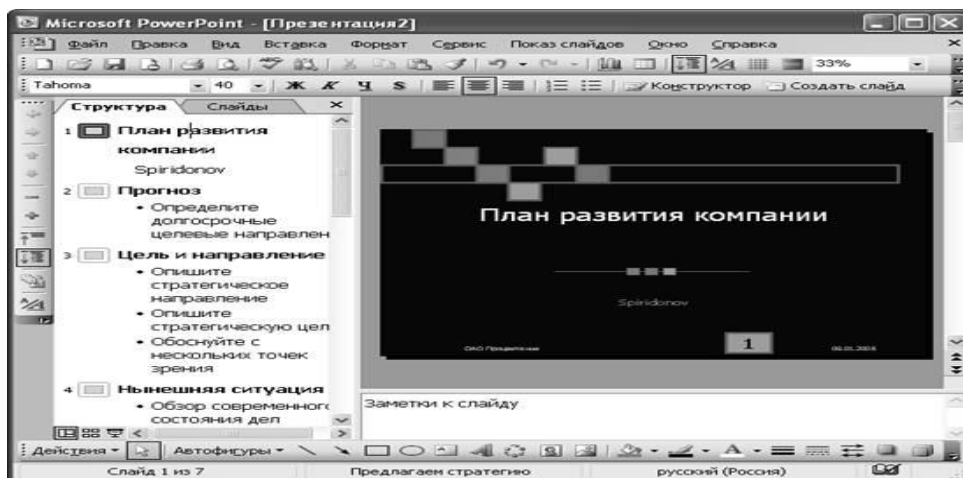 Microsoft PowerPoint - [Презентация2]
Файл Правка Вид Вставка Формат Сервис Показ слайдов Окно Справка
33%
Tahoma 40 Ж К Ч S Конструктор Создать слайд
Структура Слайды
1 План развития
компании
Spiridonov
2 Прогноз
• Определите
долгосрочные
целевые направлен
3 Цель и направление
• Опишите
стратегическое
направление
• Опишите
стратегическую цел
• Обоснуйте с
нескольких точек
зрения
4 Нынешняя ситуация
• Обзор современного
состояния дел
План развития компании
Spiridonov
ОАО
1
Заметки к слайду
Действия Автофигуры
Слайд 1 из 7 Предлагаем стратегию русский (Россия)